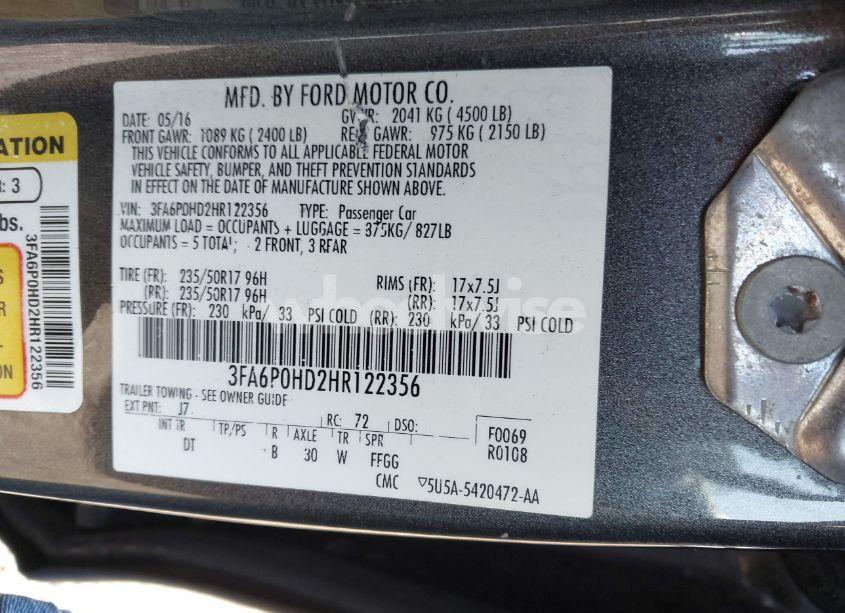 MFD. BY FORD MOTOR CO.
DATE: 05/16 GVWR: 2041 KG ( 4500 LB)
FRONT GAWR: 1089 KG ( 2400 LB) REAR GAWR: 975 KG ( 2150 LB)
THIS VEHICLE CONFORMS TO ALL APPLICABLE FEDERAL MOTOR
VEHICLE SAFETY, BUMPER, AND THEFT PREVENTION STANDARDS
IN EFFECT ON THE DATE OF MANUFACTURE SHOWN ABOVE.
VIN: 3FA6P0HD2HR122356 TYPE: Passenger Car
MAXIMUM LOAD = OCCUPANTS + LUGGAGE = 375KG/ 827LB
OCCUPANTS = 5 TOTAL; 2 FRONT, 3 REAR
TIRE (FR): 235/50R17 96H RIMS (FR): 17x7.5J
(RR): 235/50R17 96H (RR): 17x7.5J
PRESSURE (FR): 230 kPa/ 33 PSI COLD (RR): 230 kPa/ 33 PSI COLD
3FA6P0HD2HR122356
TRAILER TOWING - SEE OWNER GUIDE
EXT PNT: J7 RC: 72 DSO: F0069
INT TR TP/PS R AXLE TR SPR R0108
DT B 30 W FFGG
CMC ▽5U5A-5420472-AA
ATION
R: 3
bs.
S
R
ON
3FA6P0HD2HR122356